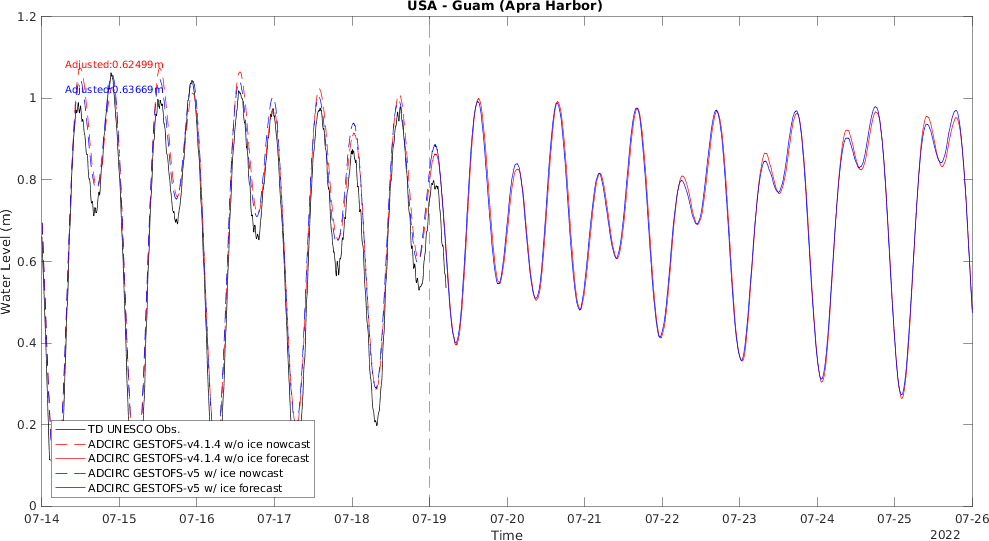 USA - Guam (Apra Harbor)
1.2
1
0.8
0.6
0.4
0.2
0
Water Level (m)
Adjusted:0.62499m
Adjusted:0.63669m
TD UNESCO Obs.
ADCIRC GESTOFS-v4.1.4 w/o ice nowcast
ADCIRC GESTOFS-v4.1.4 w/o ice forecast
ADCIRC GESTOFS-v5 w/ ice nowcast
ADCIRC GESTOFS-v5 w/ ice forecast
07-14 07-15 07-16 07-17 07-18 07-19 07-20 07-21 07-22 07-23 07-24 07-25 07-26
Time
2022